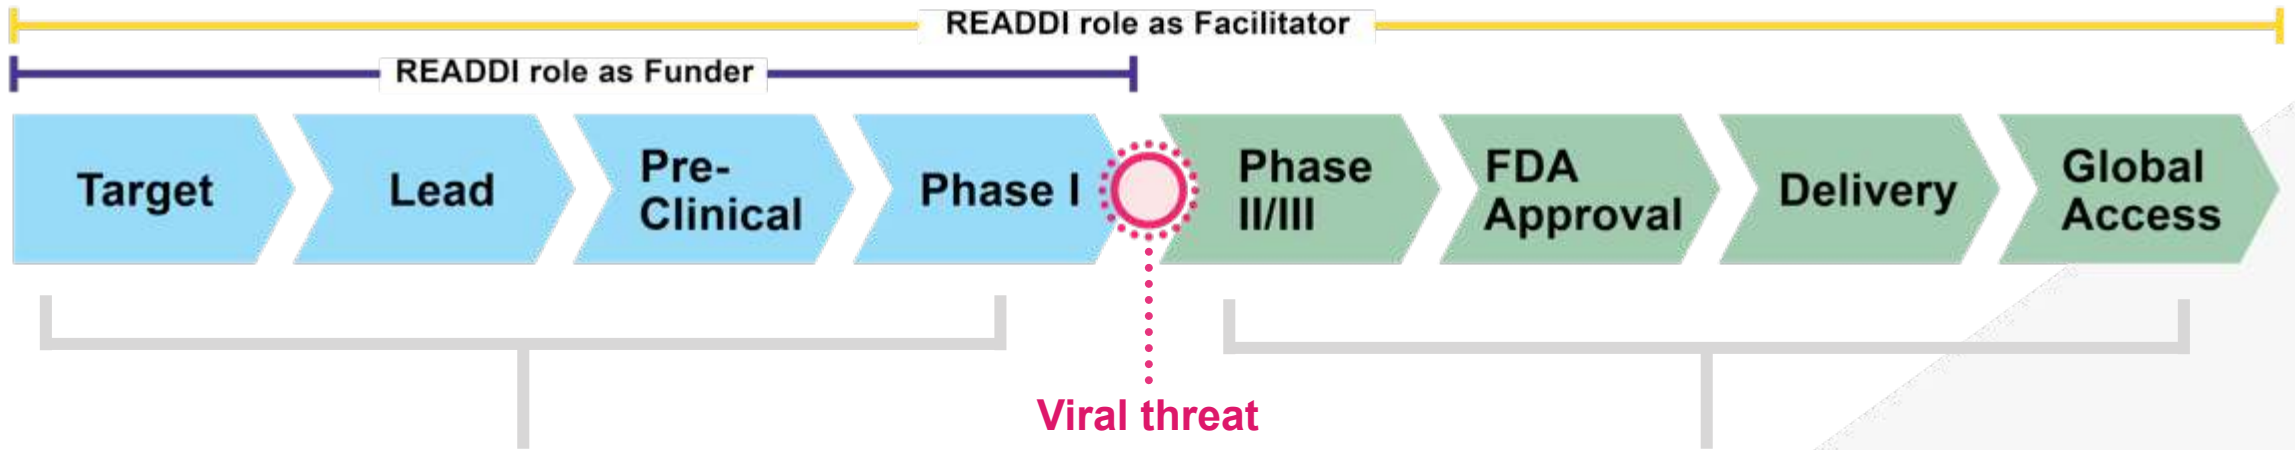 READDI role as Facilitator
READDI role as Funder
Target
Lead
Pre-
Clinical
Phase I
Phase
II/III
FDA
Approval
Delivery
Global
Access
Viral threat